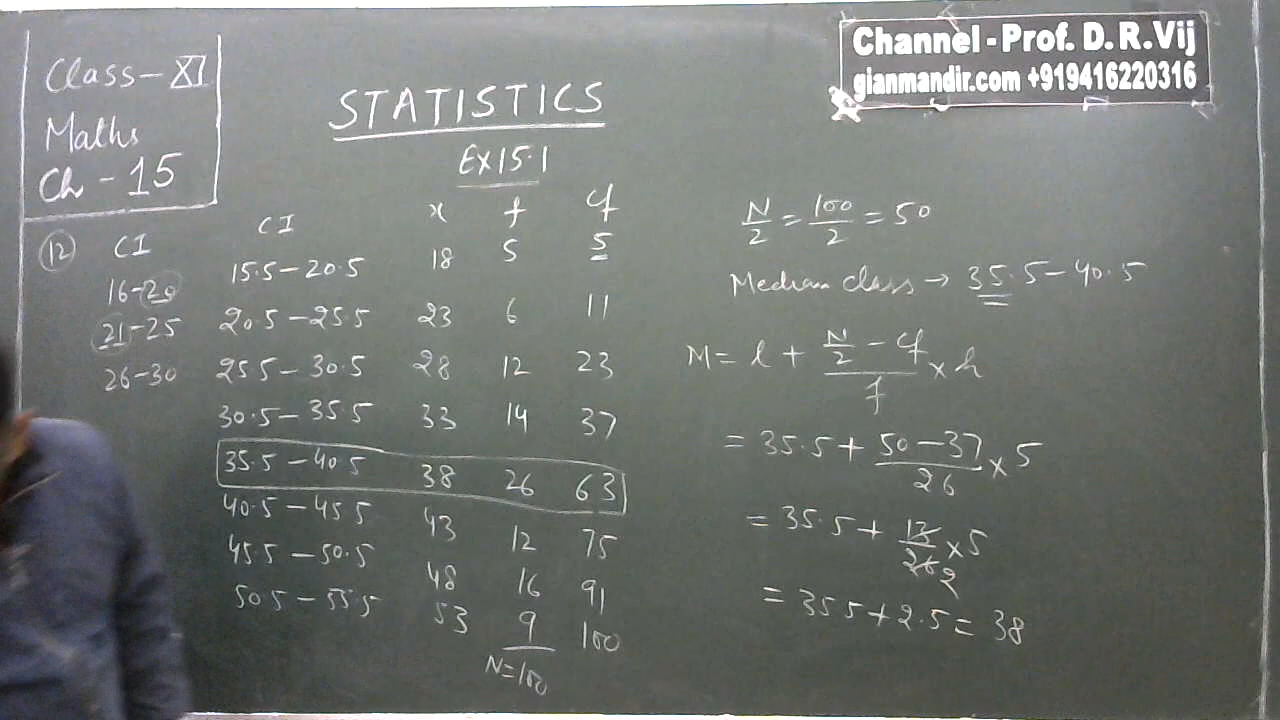 Class-XI
Maths
Ch - 15
Channel - Prof. D.R.Vij
gianmandir.com +919416220316
STATISTICS
EX 15.1
(12) CI
16-20
21-25
26-30
CI x f cf
15.5-20.5 18 5 5
20.5-25.5 23 6 11
25.5-30.5 28 12 23
30.5-35.5 33 14 37
35.5-40.5 38 26 63
40.5-45.5 43 12 75
45.5-50.5 48 16 91
50.5-55.5 53 9 100
N=100
N/2 = 100/2 = 50
Median class → 35.5-40.5
M = l + (N/2 - cf)/f × h
= 35.5 + (50-37)/26 × 5
= 35.5 + 13/26 2 × 5
= 35.5 + 2.5 = 38